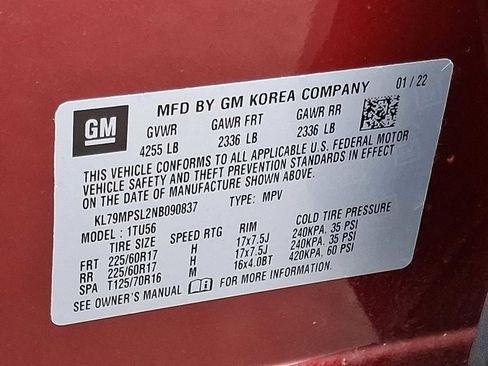 GM
MFD BY GM KOREA COMPANY 01/22
GVWR GAWR FRT GAWR RR
4255 LB 2336 LB 2336 LB
THIS VEHICLE CONFORMS TO ALL APPLICABLE U.S. FEDERAL MOTOR
VEHICLE SAFETY AND THEFT PREVENTION STANDARDS IN EFFECT
ON THE DATE OF MANUFACTURE SHOWN ABOVE.
KL79MPSL2NB090837 TYPE: MPV
MODEL: 1TU56
TIRE SIZE SPEED RTG RIM COLD TIRE PRESSURE
FRT 225/60R17 H 17x7.5J 240KPA, 35 PSI
RR 225/60R17 H 17x7.5J 240KPA, 35 PSI
SPA T125/70R16 M 16x4.0BT 420KPA, 60 PSI
SEE OWNER'S MANUAL FOR MORE INFORMATION